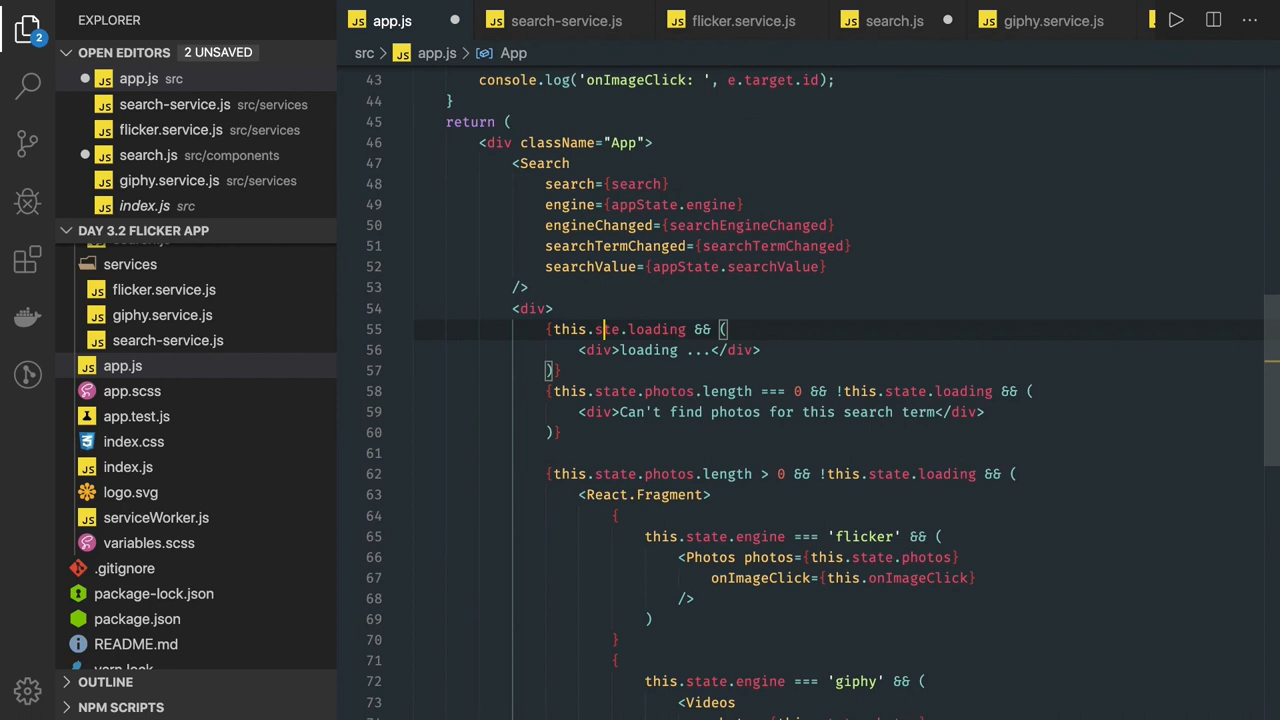 EXPLORER
2
OPEN EDITORS 2 UNSAVED
JS app.js src
JS search-service.js src/services
JS flicker.service.js src/services
JS search.js src/components
JS giphy.service.js src/services
JS index.js src
DAY 3.2 FLICKER APP
services
JS flicker.service.js
JS giphy.service.js
JS search-service.js
JS app.js
app.scss
app.test.js
index.css
JS index.js
logo.svg
JS serviceWorker.js
variables.scss
.gitignore
package-lock.json
package.json
README.md
yarn.lock
OUTLINE
NPM SCRIPTS
JS app.js
JS search-service.js
JS flicker.service.js
JS search.js
JS giphy.service.js
src > JS app.js > App
43 console.log('onImageClick: ', e.target.id);
44 }
45 return (
46 <div className="App">
47 <Search
48 search={search}
49 engine={appState.engine}
50 engineChanged={searchEngineChanged}
51 searchTermChanged={searchTermChanged}
52 searchValue={appState.searchValue}
53 />
54 <div>
55 {this.ste.loading && (
56 <div>loading ...</div>
57 )}
58 {this.state.photos.length === 0 && !this.state.loading && (
59 <div>Can't find photos for this search term</div>
60 )}
61
62 {this.state.photos.length > 0 && !this.state.loading && (
63 <React.Fragment>
64 {
65 this.state.engine === 'flicker' && (
66 <Photos photos={this.state.photos}
67 onImageClick={this.onImageClick}
68 />
69 )
70 }
71 {
72 this.state.engine === 'giphy' && (
73 <Videos